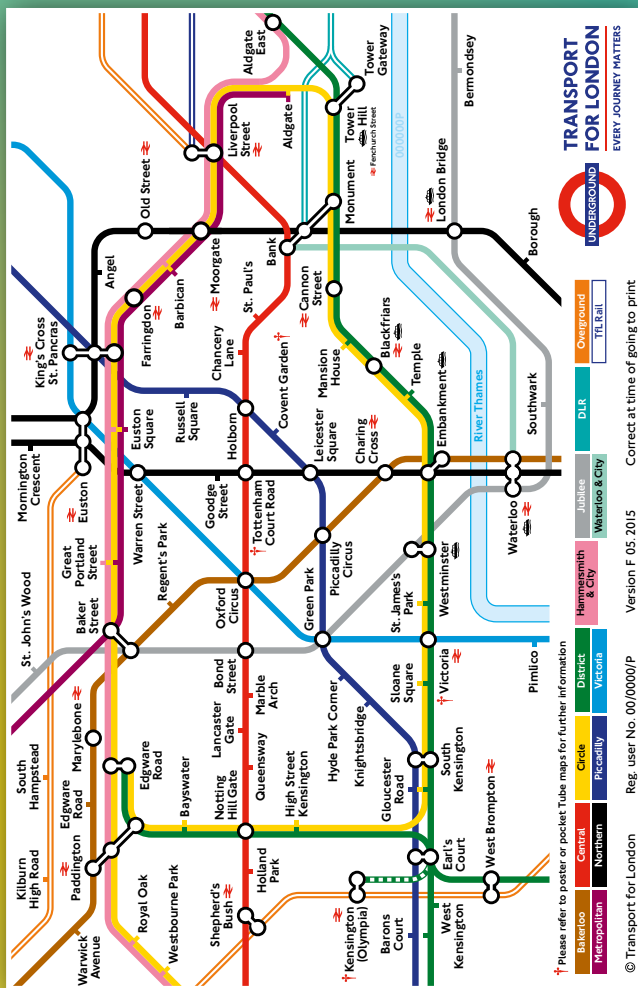 Warwick
Avenue
Kilburn
High Road
South
Hampstead
St. John's Wood
Mornington
Crescent
King's Cross
St. Pancras
Paddington
Edgware
Road
Marylebone
Baker
Street
Great
Portland
Street
Euston
Angel
Old Street
Royal Oak
Westbourne Park
Edgware
Road
Regent's Park
Warren Street
Euston
Square
Farringdon
Barbican
Moorgate
Liverpool
Street
Aldgate
East
Bayswater
Russell
Square
Shepherd's
Bush
Holland
Park
Notting
Hill Gate
Queensway
Lancaster
Gate
Marble
Arch
Bond
Street
Oxford
Circus
Goodge
Street
Tottenham
Court Road
Holborn
Chancery
Lane
St. Paul's
Bank
Aldgate
Covent Garden
High Street
Kensington
Hyde Park Corner
Knightsbridge
Green Park
Piccadilly
Circus
Leicester
Square
Cannon
Street
Monument
Tower
Hill
Fenchurch Street
Tower
Gateway
Kensington
(Olympia)
Barons
Court
Gloucester
Road
Sloane
Square
St. James's
Park
Charing
Cross
Mansion
House
Blackfriars
Temple
West
Kensington
Earl's
Court
South
Kensington
Victoria
Westminster
Embankment
000000P
River Thames
West Brompton
Pimlico
Waterloo
Southwark
London Bridge
Bermondsey
Borough
† Please refer to poster or pocket Tube maps for further information
Bakerloo
Central
Circle
District
Hammersmith
& City
Jubilee
DLR
Overground
Metropolitan
Northern
Piccadilly
Victoria
Waterloo & City
TfL Rail
UNDERGROUND
TRANSPORT
FOR LONDON
EVERY JOURNEY MATTERS
© Transport for London
Reg. user No. 00/0000/P
Version F 05. 2015
Correct at time of going to print